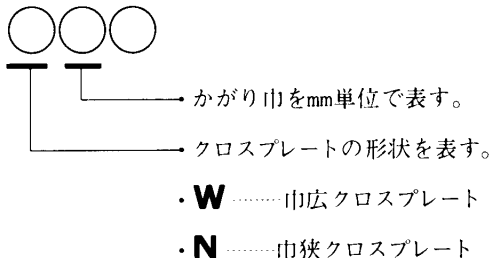 かがり巾をmm単位で表す。
クロスプレートの形状を表す。
・W ……… 巾広クロスプレート
・N ……… 巾狭クロスプレート